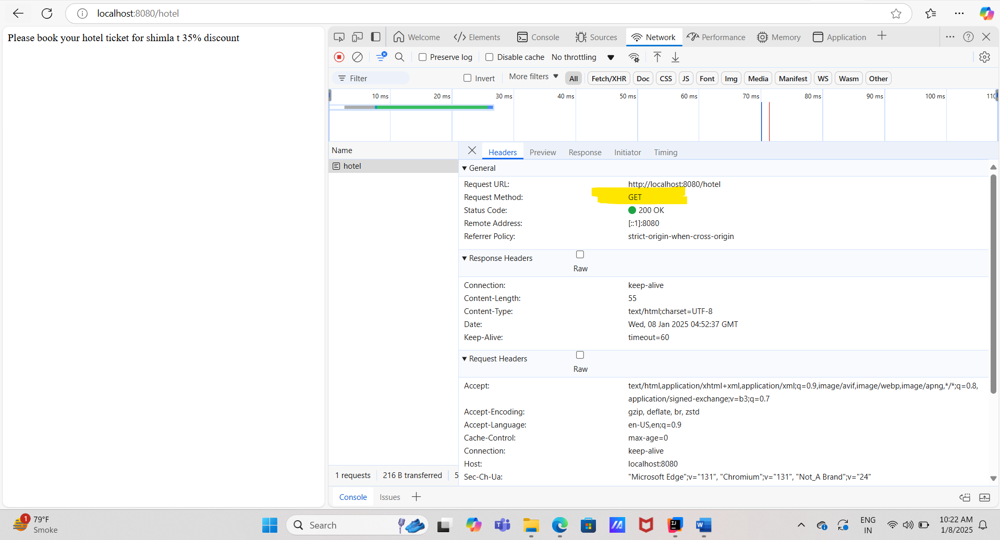 localhost:8080/hotel
Please book your hotel ticket for shimla t 35% discount
Welcome
Elements
Console
Sources
Network
Performance
Memory
Application
Preserve log
Disable cache
No throttling
Filter
Invert
More filters
All
Fetch/XHR
Doc
CSS
JS
Font
Img
Media
Manifest
WS
Wasm
Other
10 ms
20 ms
30 ms
40 ms
50 ms
60 ms
70 ms
80 ms
90 ms
100 ms
110
Name
hotel
Headers
Preview
Response
Initiator
Timing
General
Request URL: http://localhost:8080/hotel
Request Method: GET
Status Code: 200 OK
Remote Address: [::1]:8080
Referrer Policy: strict-origin-when-cross-origin
Response Headers
Raw
Connection: keep-alive
Content-Length: 55
Content-Type: text/html;charset=UTF-8
Date: Wed, 08 Jan 2025 04:52:37 GMT
Keep-Alive: timeout=60
Request Headers
Raw
Accept: text/html,application/xhtml+xml,application/xml;q=0.9,image/avif,image/webp,image/apng,*/*;q=0.8,
application/signed-exchange;v=b3;q=0.7
Accept-Encoding: gzip, deflate, br, zstd
Accept-Language: en-US,en;q=0.9
Cache-Control: max-age=0
Connection: keep-alive
Host: localhost:8080
Sec-Ch-Ua: "Microsoft Edge";v="131", "Chromium";v="131", "Not_A Brand";v="24"
1 requests
216 B transferred
5
Console
Issues
1
79°F
Smoke
Search
ENG
IN
10:22 AM
1/8/2025